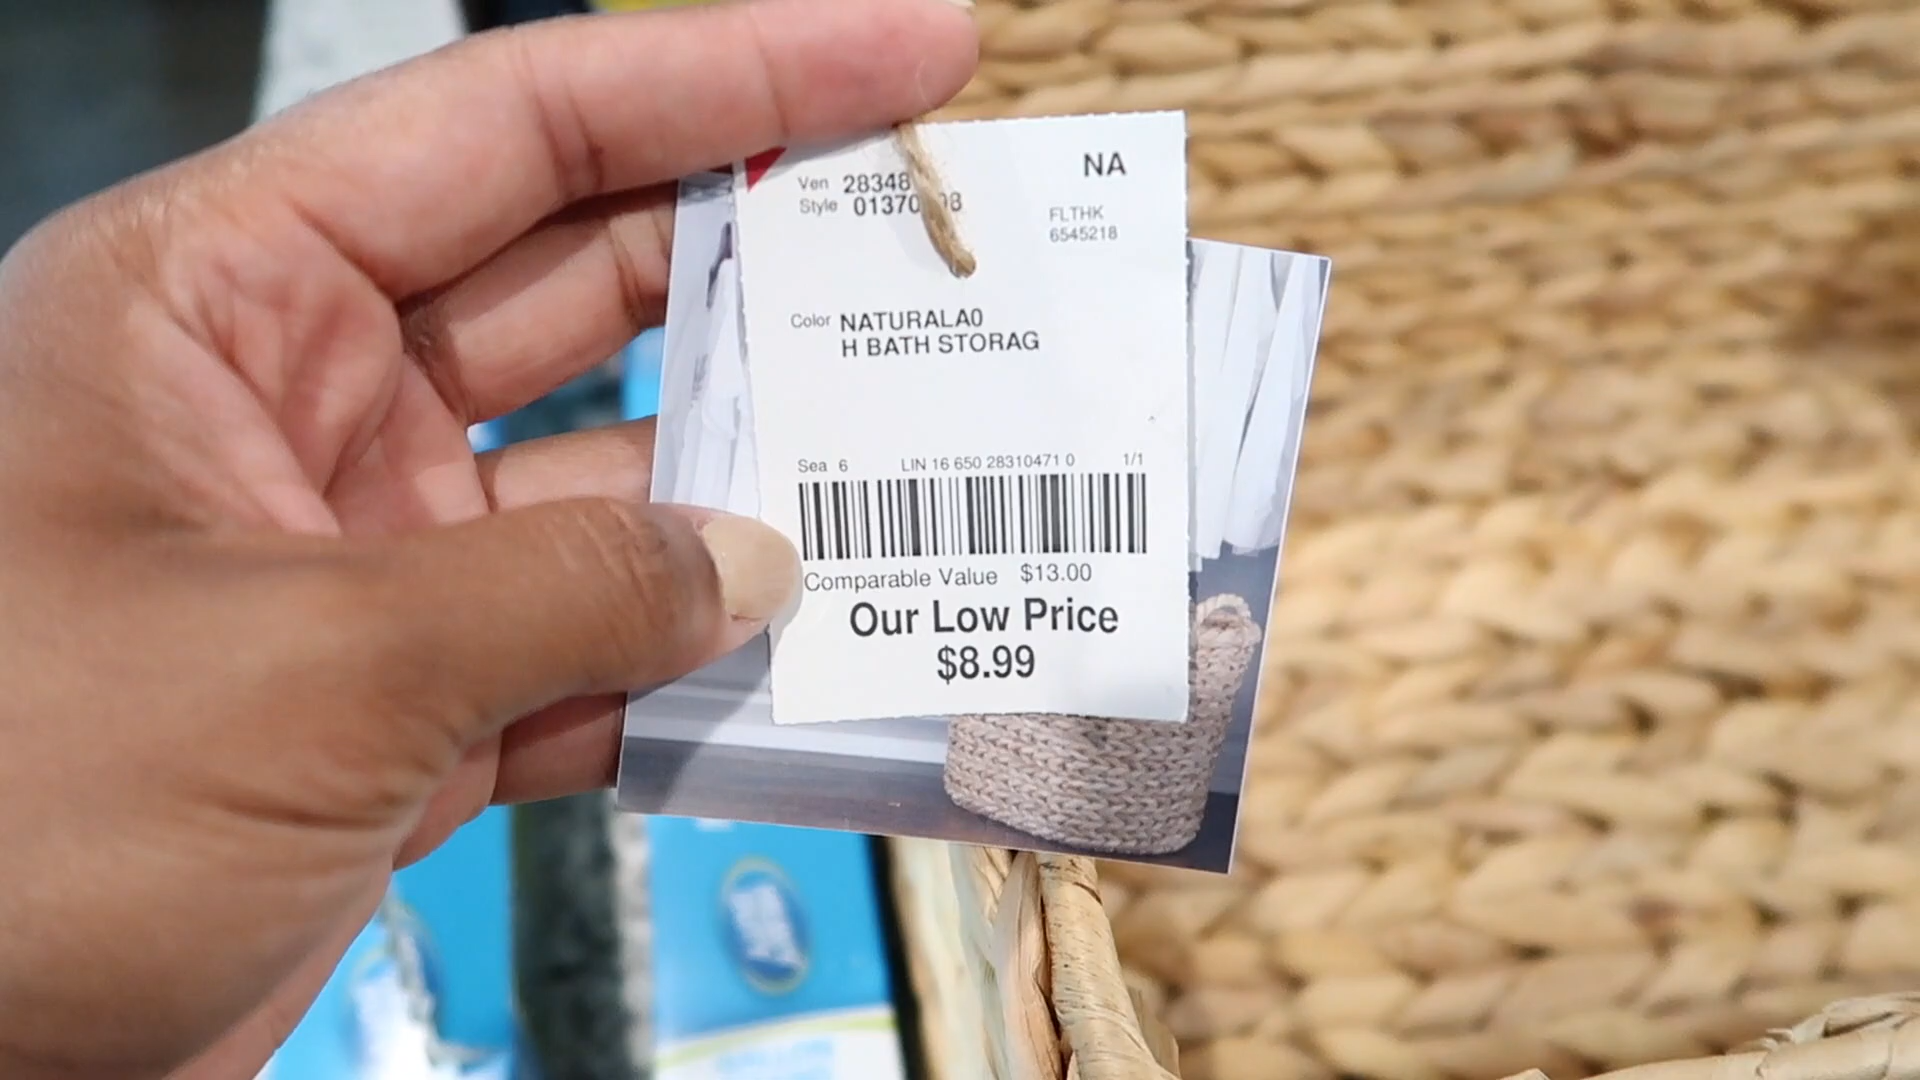 NA
Ven 28348
Style 01370 08
FLTHK
6545218
Color NATURALA0
H BATH STORAG
Sea 6 LIN 16 650 28310471 0 1/1
Comparable Value $13.00
Our Low Price
$8.99